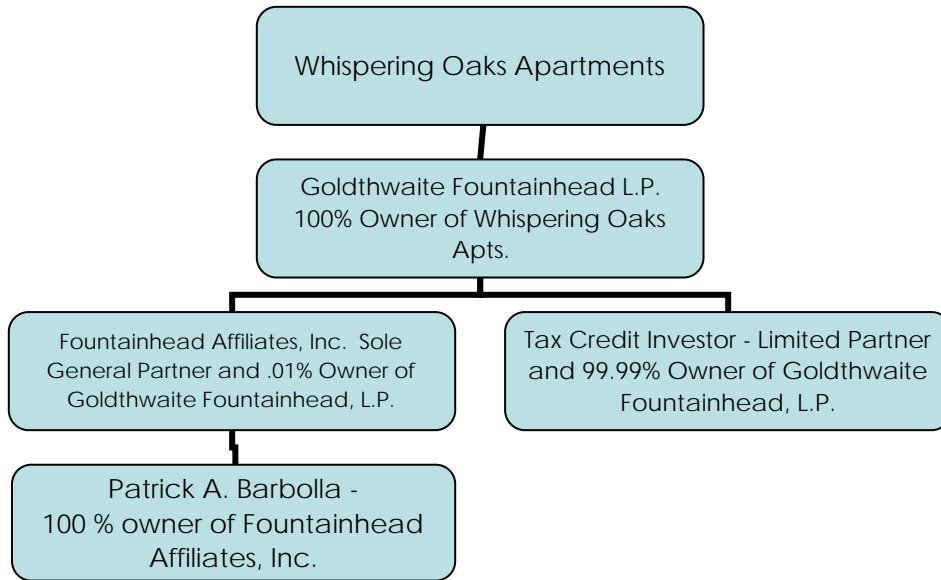 Whispering Oaks Apartments
Goldthwaite Fountainhead L.P.
100% Owner of Whispering Oaks
Apts.
Fountainhead Affiliates, Inc.  Sole
General Partner and .01% Owner of
Goldthwaite Fountainhead, L.P.
Tax Credit Investor - Limited Partner
and 99.99% Owner of Goldthwaite
Fountainhead, L.P.
Patrick A. Barbolla -
100 % owner of Fountainhead
Affiliates, Inc.